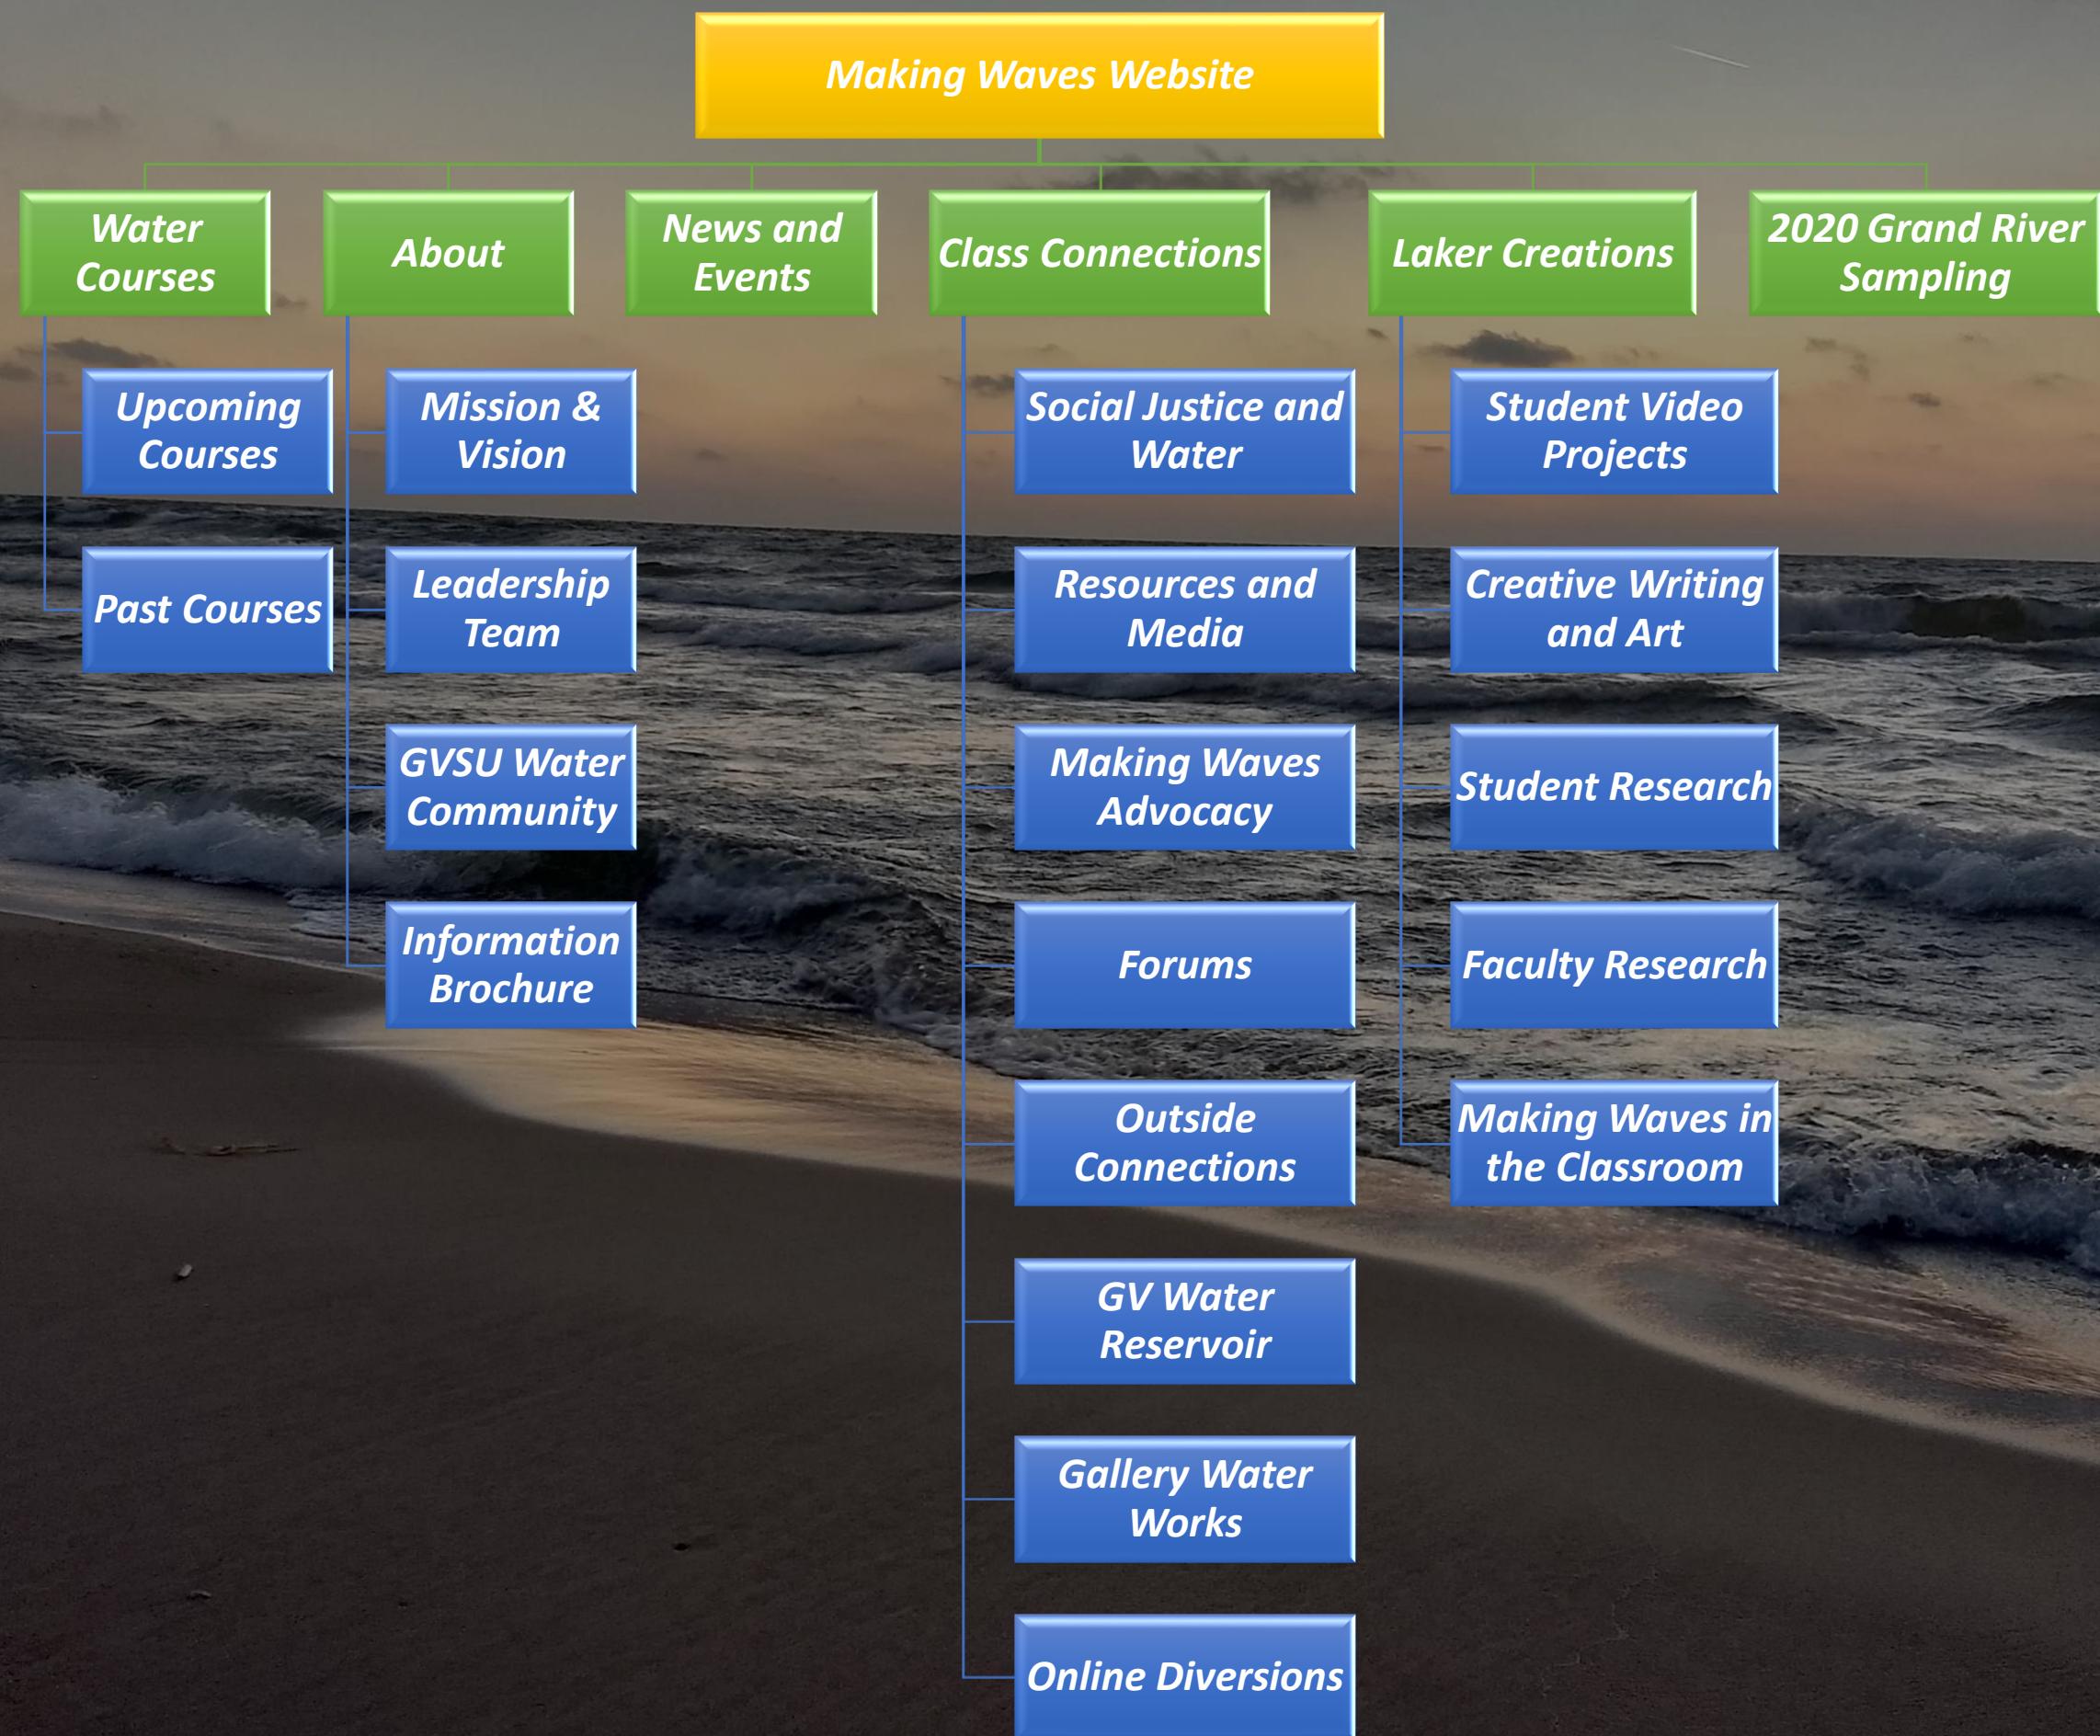 Making Waves Website
Water
Courses
About
News and
Events
Class Connections
Laker Creations
2020 Grand River
Sampling
Upcoming
Courses
Past Courses
Mission &
Vision
Leadership
Team
GVSU Water
Community
Information
Brochure
Social Justice and
Water
Resources and
Media
Making Waves
Advocacy
Forums
Outside
Connections
GV Water
Reservoir
Gallery Water
Works
Online Diversions
Student Video
Projects
Creative Writing
and Art
Student Research
Faculty Research
Making Waves in
the Classroom